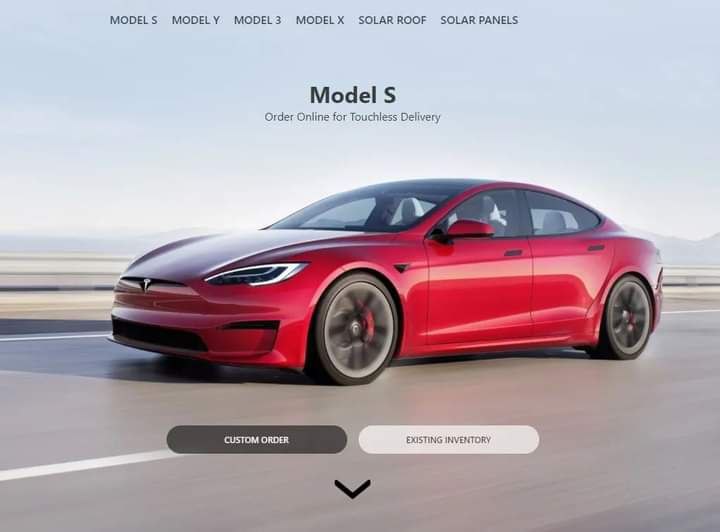 MODEL S MODEL Y MODEL 3 MODEL X SOLAR ROOF SOLAR PANELS
Model S
Order Online for Touchless Delivery
CUSTOM ORDER EXISTING INVENTORY